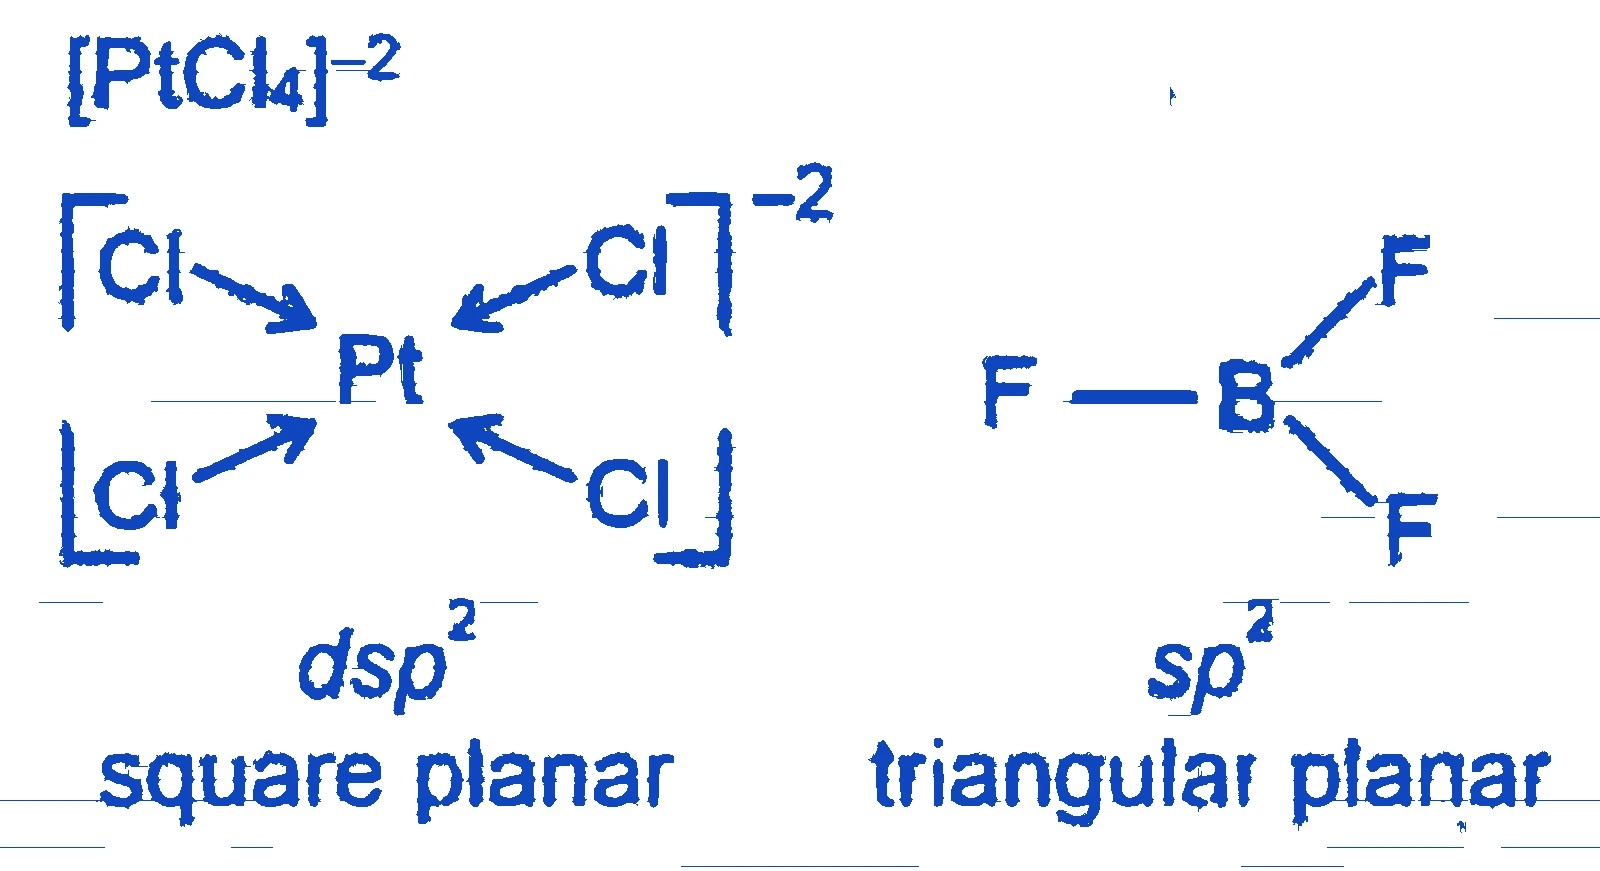 [PtCl₄]⁻²
Cl Cl ⁻²
Pt
Cl Cl
dsp²
square planar
F
F B
F
sp²
triangular planar